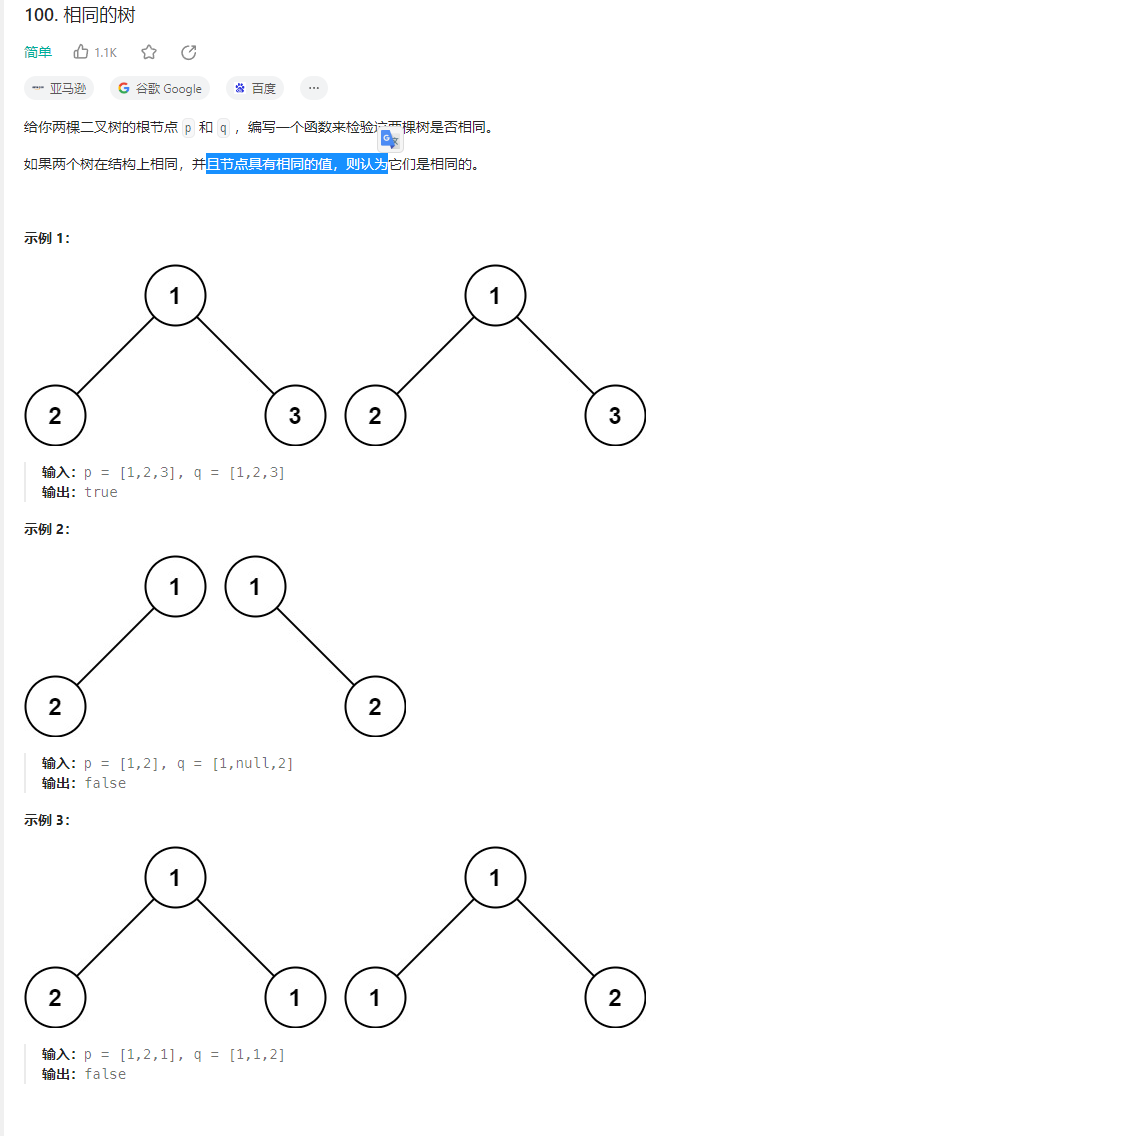 100. 相同的树
简单 1.1K
亚马逊 谷歌 Google 百度 ···
给你两棵二叉树的根节点 p 和 q ，编写一个函数来检验这两棵树是否相同。
如果两个树在结构上相同，并且节点具有相同的值，则认为它们是相同的。
示例 1：
1 1
2 3 2 3
输入：p = [1,2,3], q = [1,2,3]
输出：true
示例 2：
1 1
2 2
输入：p = [1,2], q = [1,null,2]
输出：false
示例 3：
1 1
2 1 1 2
输入：p = [1,2,1], q = [1,1,2]
输出：false